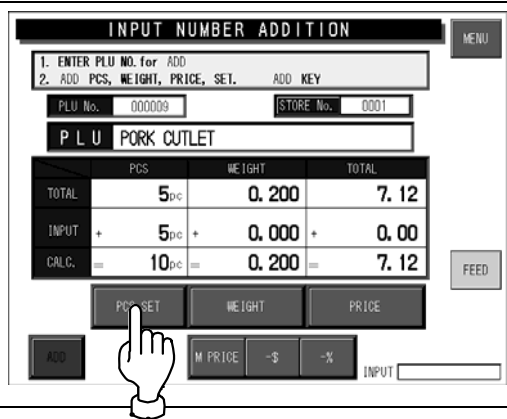 INPUT NUMBER ADDITION
MENU
1. ENTER PLU NO. for ADD
2. ADD PCS, WEIGHT, PRICE, SET. ADD KEY
PLU No. 000009 STORE No. 0001
PLU PORK CUTLET
PCS WEIGHT TOTAL
TOTAL 5pc 0.200 7.12
INPUT + 5pc + 0.000 + 0.00
CALC. = 10pc = 0.200 = 7.12
FEED
PCS SET WEIGHT PRICE
ADD M PRICE -$ -%
INPUT